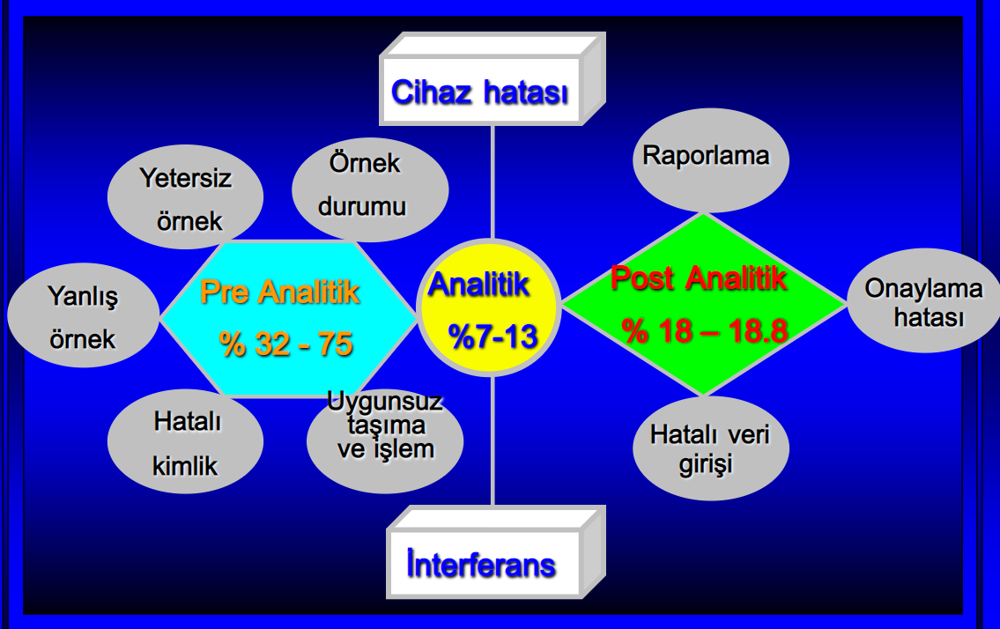 Cihaz hatası
Yetersiz
örnek
Örnek
durumu
Raporlama
Yanlış
örnek
Pre Analitik
% 32 - 75
Analitik
%7-13
Post Analitik
% 18 – 18.8
Onaylama
hatası
Hatalı
kimlik
Uygunsuz
taşıma
ve işlem
Hatalı veri
girişi
İnterferans